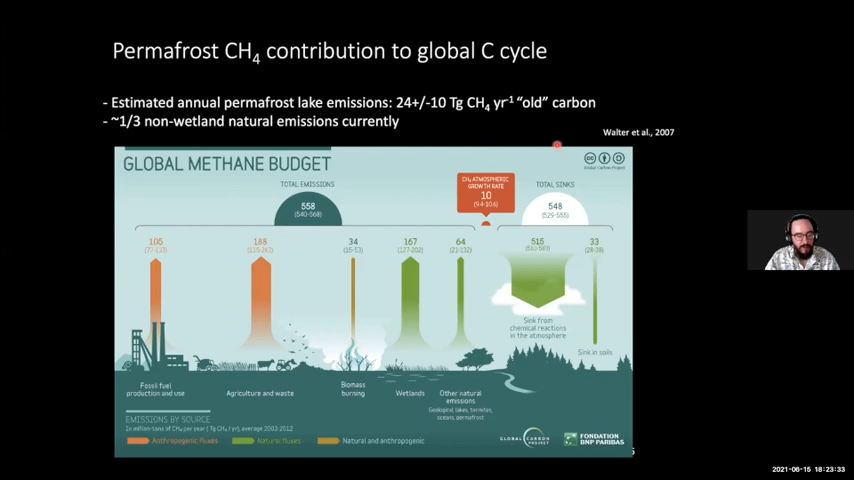 Permafrost CH₄ contribution to global C cycle
- Estimated annual permafrost lake emissions: 24+/-10 Tg CH₄ yr⁻¹ “old” carbon
- ~1/3 non-wetland natural emissions currently
Walter et al., 2007
GLOBAL METHANE BUDGET
Global Carbon Project
TOTAL EMISSIONS
558
(540-568)
CH₄ ATMOSPHERIC
GROWTH RATE
10
(9.4-10.6)
TOTAL SINKS
548
(529-555)
105
(77-133)
188
(115-243)
34
(15-53)
167
(127-202)
64
(21-132)
515
33
(28-38)
Sink from
chemical reactions
in the atmosphere
Sink in soils
Fossil fuel
production and use
Agriculture and waste
Biomass
burning
Wetlands
Other natural
emissions
Geological, lakes, termites,
oceans, permafrost
EMISSIONS BY SOURCE
In million-tons of CH₄ per year (Tg CH₄ / yr), average 2003-2012
Anthropogenic fluxes
Natural fluxes
Natural and anthropogenic
GLOBAL CARBON
PROJECT
FONDATION
BNP PARIBAS
2021-06-15 18:23:33